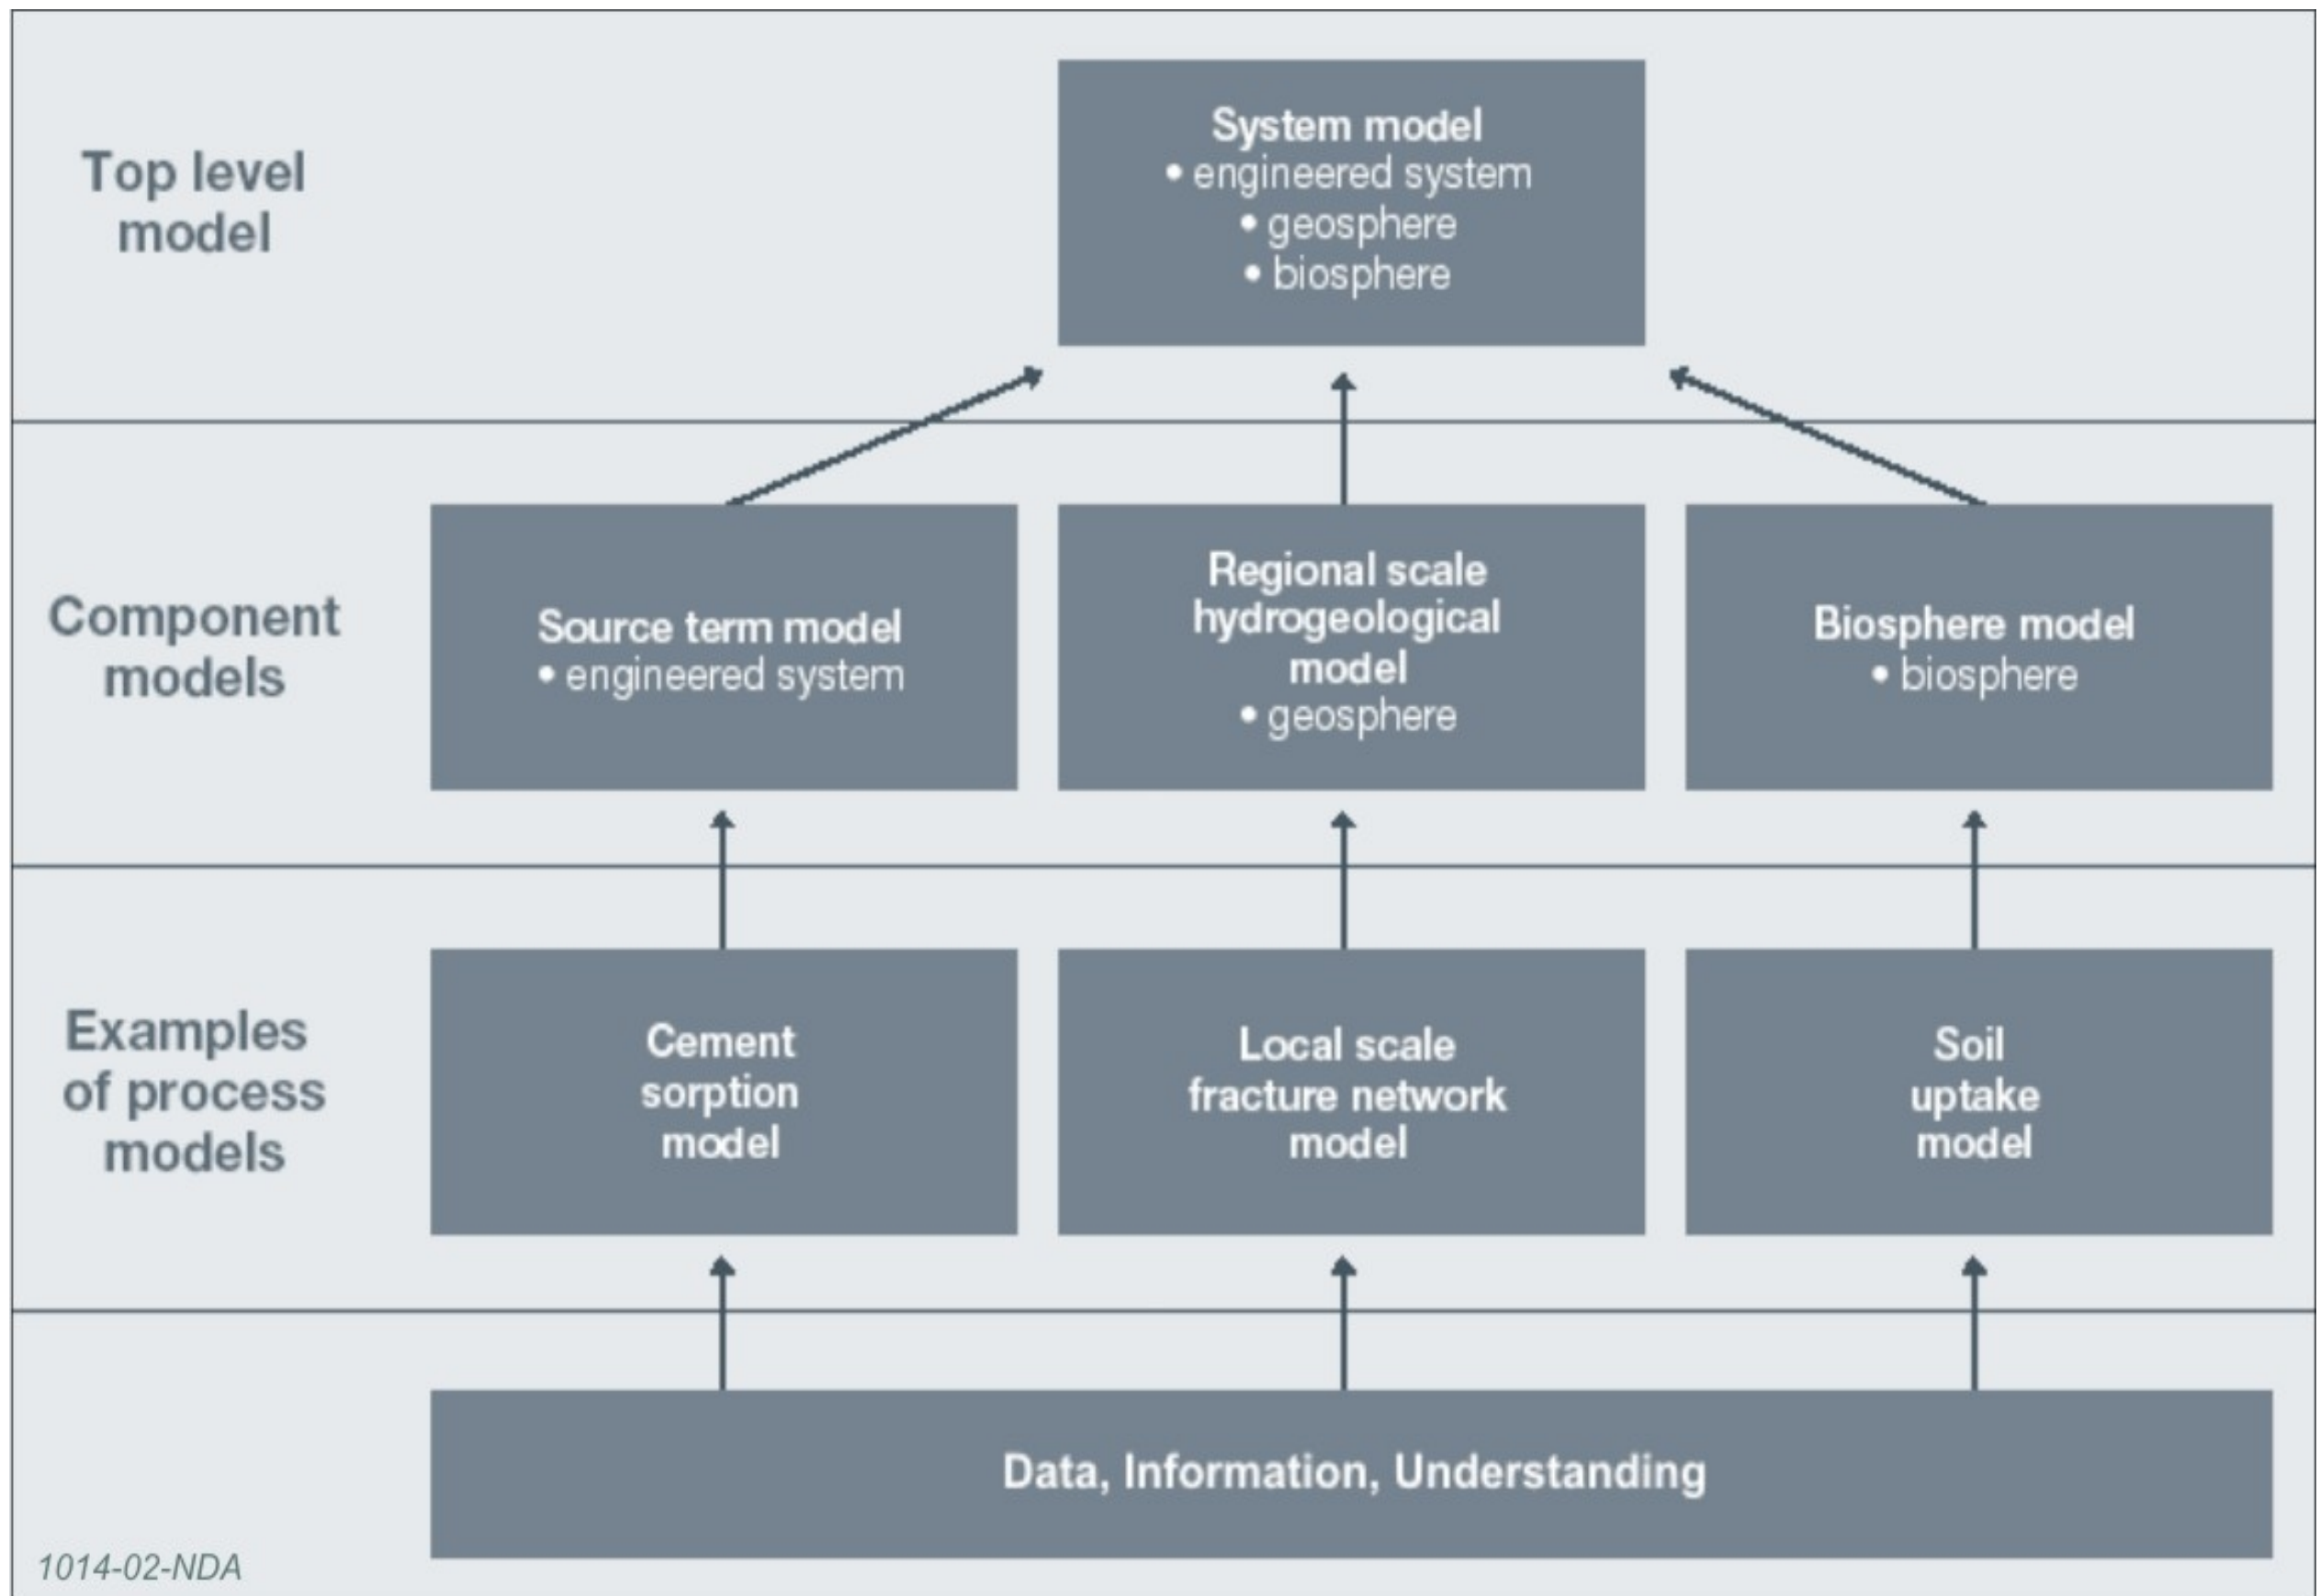 Top level
model
System model
• engineered system
• geosphere
• biosphere
Component
models
Source term model
• engineered system
Regional scale
hydrogeological
model
• geosphere
Biosphere model
• biosphere
Examples
of process
models
Cement
sorption
model
Local scale
fracture network
model
Soil
uptake
model
Data, Information, Understanding
1014-02-NDA